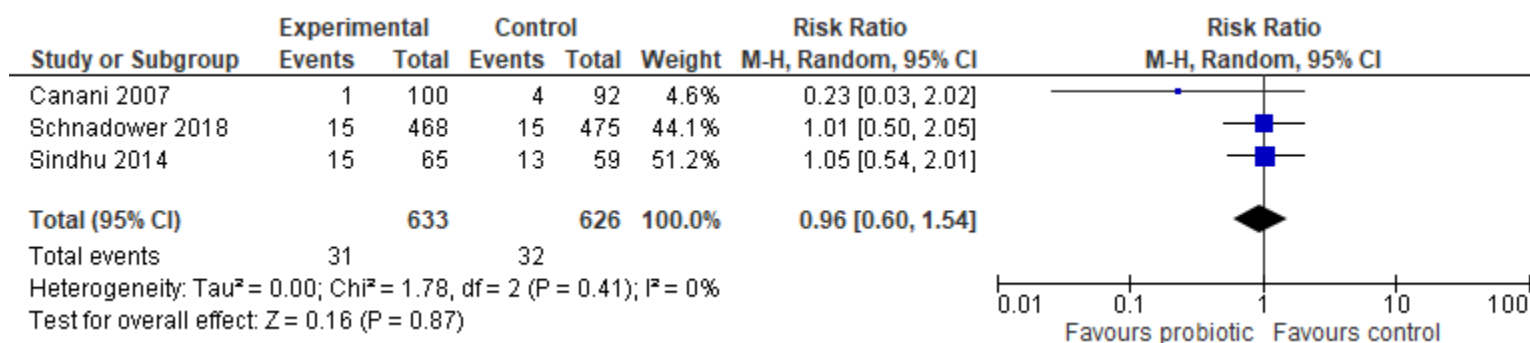 Experimental Control Risk Ratio Risk Ratio
Study or Subgroup Events Total Events Total Weight M-H, Random, 95% CI M-H, Random, 95% CI
Canani 2007 1 100 4 92 4.6% 0.23 [0.03, 2.02]
Schnadower 2018 15 468 15 475 44.1% 1.01 [0.50, 2.05]
Sindhu 2014 15 65 13 59 51.2% 1.05 [0.54, 2.01]
Total (95% CI) 633 626 100.0% 0.96 [0.60, 1.54]
Total events 31 32
Heterogeneity: Tau² = 0.00; Chi² = 1.78, df = 2 (P = 0.41); I² = 0%
Test for overall effect: Z = 0.16 (P = 0.87)
0.01 0.1 1 10 100
Favours probiotic Favours control